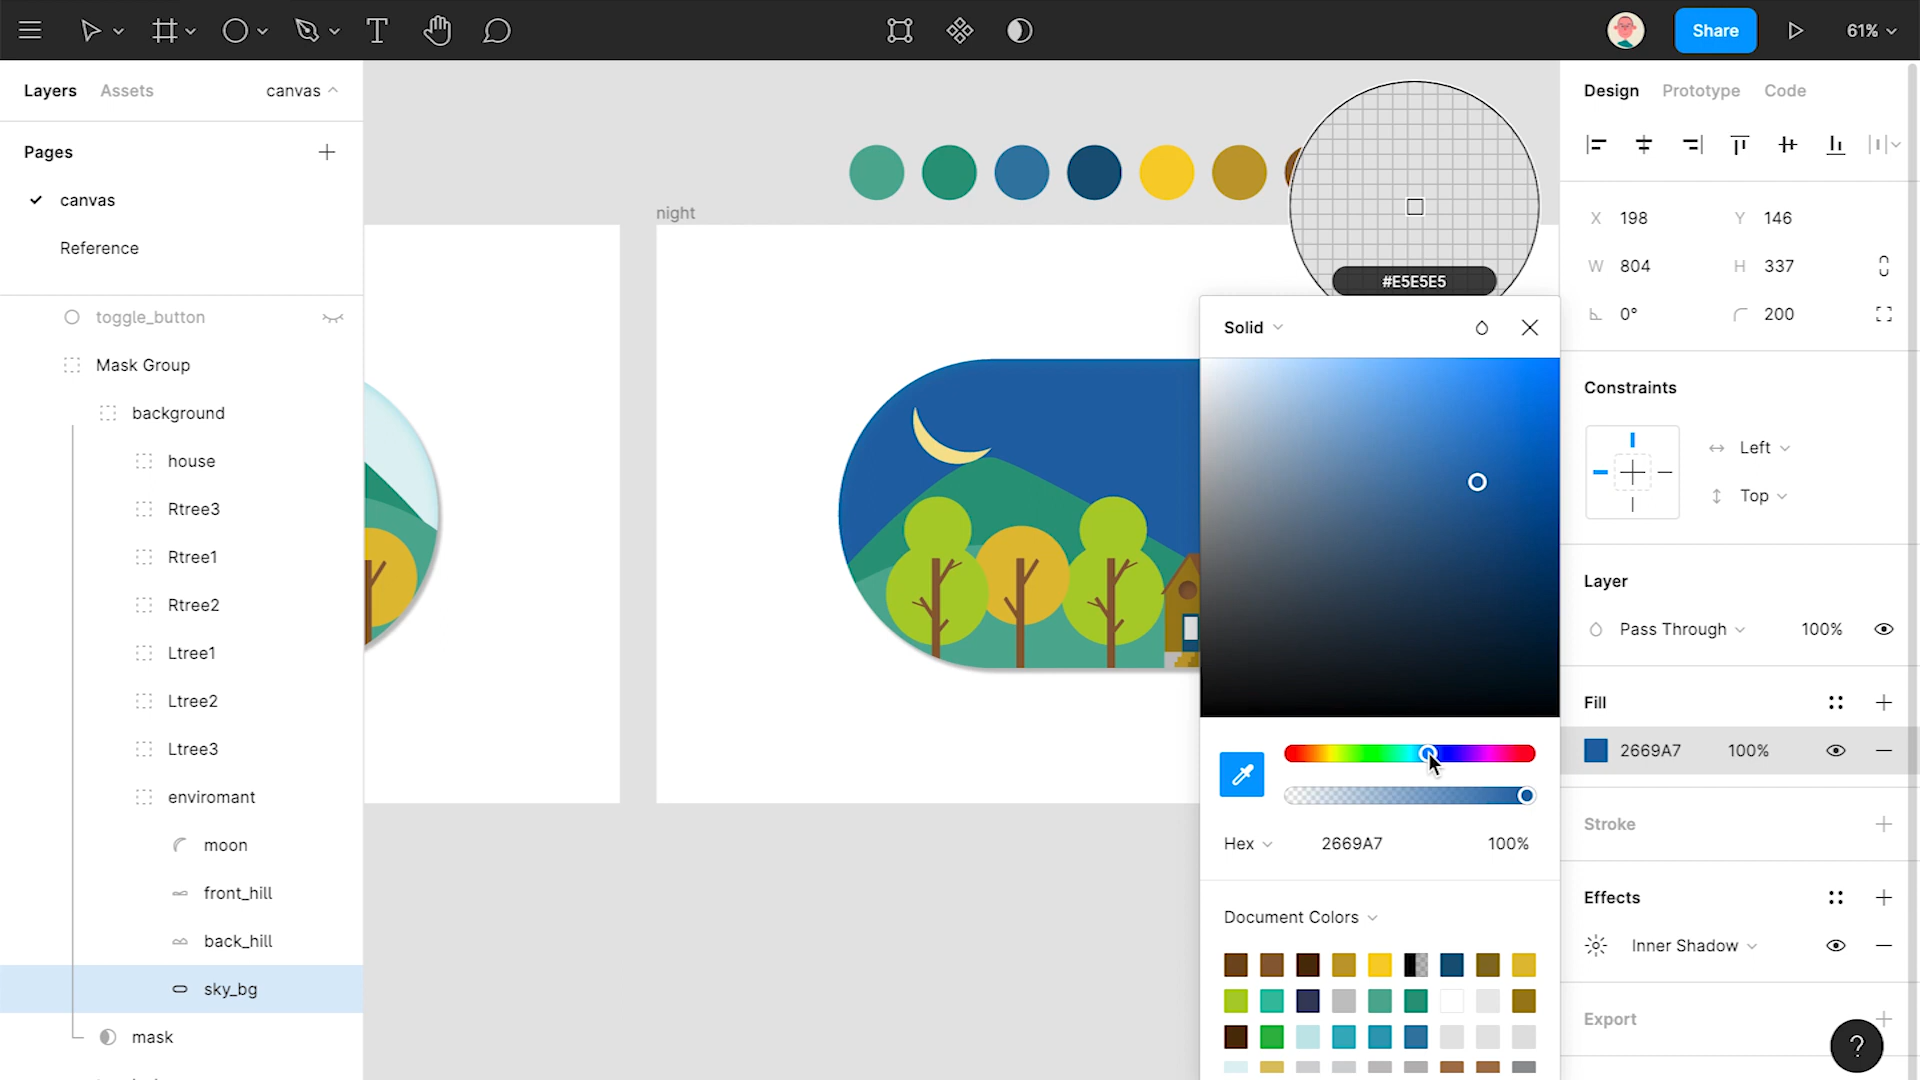 Share
61%
Layers
Assets
canvas
Pages
canvas
Reference
toggle_button
Mask Group
background
house
Rtree3
Rtree1
Rtree2
Ltree1
Ltree2
Ltree3
enviromant
moon
front_hill
back_hill
sky_bg
mask
night
#E5E5E5
Solid
Hex
2669A7
100%
Document Colors
Design
Prototype
Code
X 198
Y 146
W 804
H 337
0°
200
Constraints
Left
Top
Layer
Pass Through
100%
Fill
2669A7
100%
Stroke
Effects
Inner Shadow
Export
?